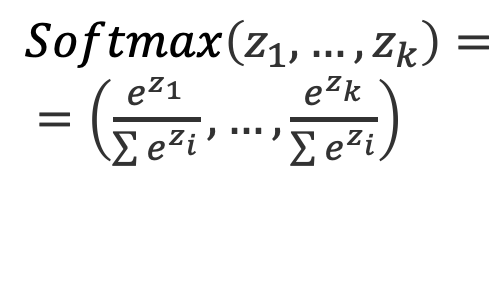 Softmax(z₁, ..., zₖ) =
= (e^{z₁}/∑ e^{zᵢ}, ..., e^{zₖ}/∑ e^{zᵢ})